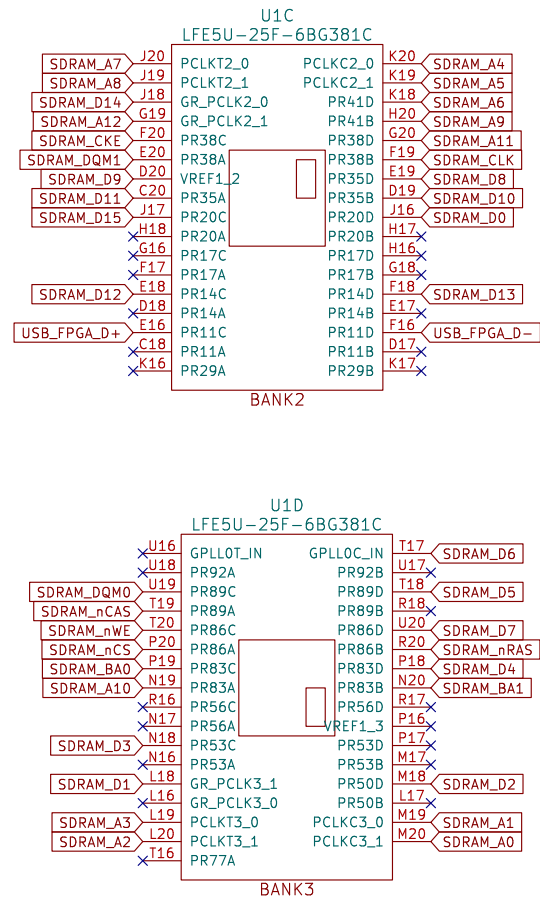 U1C
LFE5U-25F-6BG381C
SDRAM_A7 J20 PCLKT2_0 PCLKC2_0 K20 SDRAM_A4
SDRAM_A8 J19 PCLKT2_1 PCLKC2_1 K19 SDRAM_A5
SDRAM_D14 J18 GR_PCLK2_0 PR41D K18 SDRAM_A6
SDRAM_A12 G19 GR_PCLK2_1 PR41B H20 SDRAM_A9
SDRAM_CKE F20 PR38C PR38D G20 SDRAM_A11
SDRAM_DQM1 E20 PR38A PR38B F19 SDRAM_CLK
SDRAM_D9 D20 VREF1_2 PR35D E19 SDRAM_D8
SDRAM_D11 C20 PR35A PR35B D19 SDRAM_D10
SDRAM_D15 J17 PR20C PR20D J16 SDRAM_D0
H18 PR20A PR20B H17
G16 PR17C PR17D H16
F17 PR17A PR17B G18
SDRAM_D12 E18 PR14C PR14D F18 SDRAM_D13
D18 PR14A PR14B E17
USB_FPGA_D+ E16 PR11C PR11D F16 USB_FPGA_D-
C18 PR11A PR11B D17
K16 PR29A PR29B K17
BANK2
U1D
LFE5U-25F-6BG381C
U16 GPLL0T_IN GPLL0C_IN T17 SDRAM_D6
U18 PR92A PR92B U17
SDRAM_DQM0 U19 PR89C PR89D T18 SDRAM_D5
SDRAM_nCAS T19 PR89A PR89B R18
SDRAM_nWE T20 PR86C PR86D U20 SDRAM_D7
SDRAM_nCS P20 PR86A PR86B R20 SDRAM_nRAS
SDRAM_BA0 P19 PR83C PR83D P18 SDRAM_D4
SDRAM_A10 N19 PR83A PR83B N20 SDRAM_BA1
R16 PR56C PR56D R17
N17 PR56A VREF1_3 P16
SDRAM_D3 N18 PR53C PR53D P17
N16 PR53A PR53B M17
SDRAM_D1 L18 GR_PCLK3_1 PR50D M18 SDRAM_D2
L16 GR_PCLK3_0 PR50B L17
SDRAM_A3 L19 PCLKT3_0 PCLKC3_0 M19 SDRAM_A1
SDRAM_A2 L20 PCLKT3_1 PCLKC3_1 M20 SDRAM_A0
T16 PR77A
BANK3